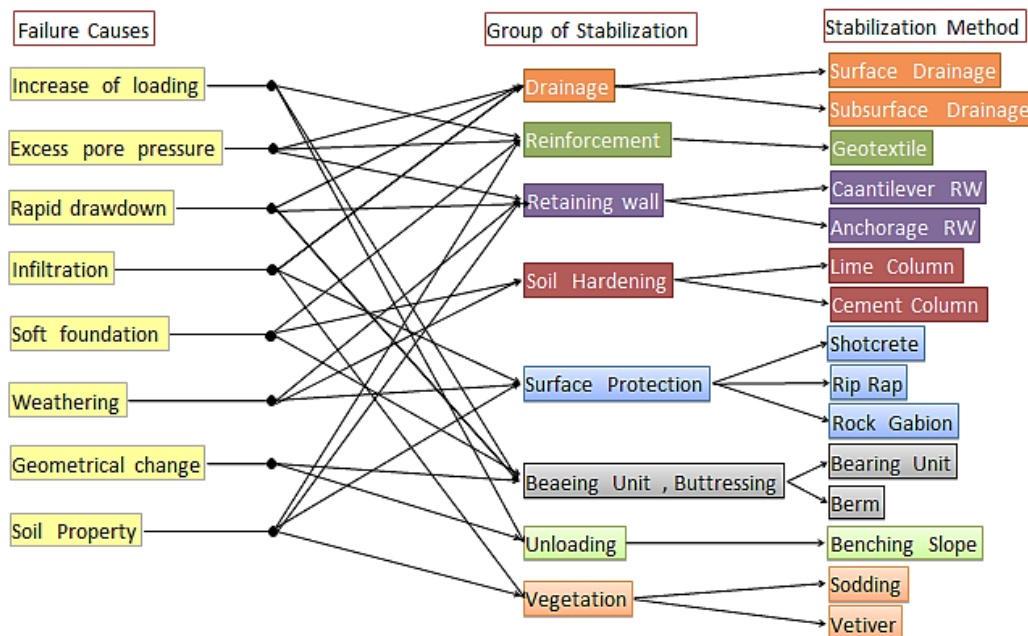 Failure Causes
Group of Stabilization
Stabilization Method
Increase of loading
Excess pore pressure
Rapid drawdown
Infiltration
Soft foundation
Weathering
Geometrical change
Soil Property
Drainage
Reinforcement
Retaining wall
Soil Hardening
Surface Protection
Beaeing Unit , Buttressing
Unloading
Vegetation
Surface Drainage
Subsurface Drainage
Geotextile
Caantilever RW
Anchorage RW
Lime Column
Cement Column
Shotcrete
Rip Rap
Rock Gabion
Bearing Unit
Berm
Benching Slope
Sodding
Vetiver